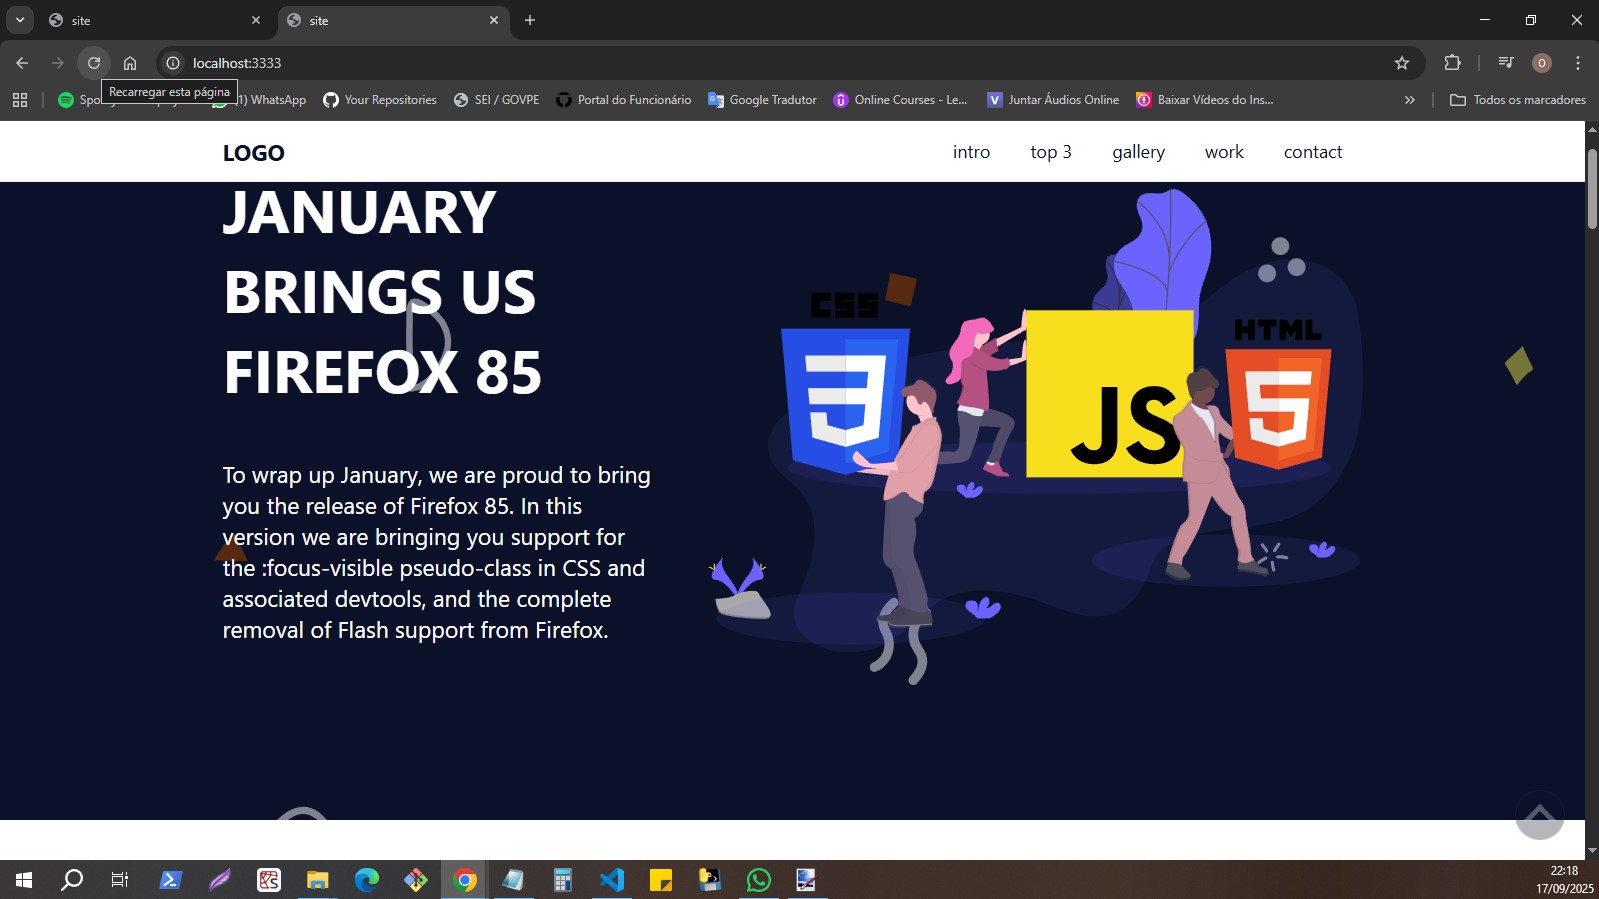 site
site
localhost:3333
Recarregar esta página
(1) WhatsApp
Your Repositories
SEI / GOVPE
Portal do Funcionário
Google Tradutor
Online Courses - Le...
Juntar Áudios Online
Baixar Vídeos do Ins...
Todos os marcadores
LOGO
intro
top 3
gallery
work
contact
JANUARY
BRINGS US
FIREFOX 85
To wrap up January, we are proud to bring
you the release of Firefox 85. In this
version we are bringing you support for
the :focus-visible pseudo-class in CSS and
associated devtools, and the complete
removal of Flash support from Firefox.
CSS
3
JS
HTML
5
22:18
17/09/2025